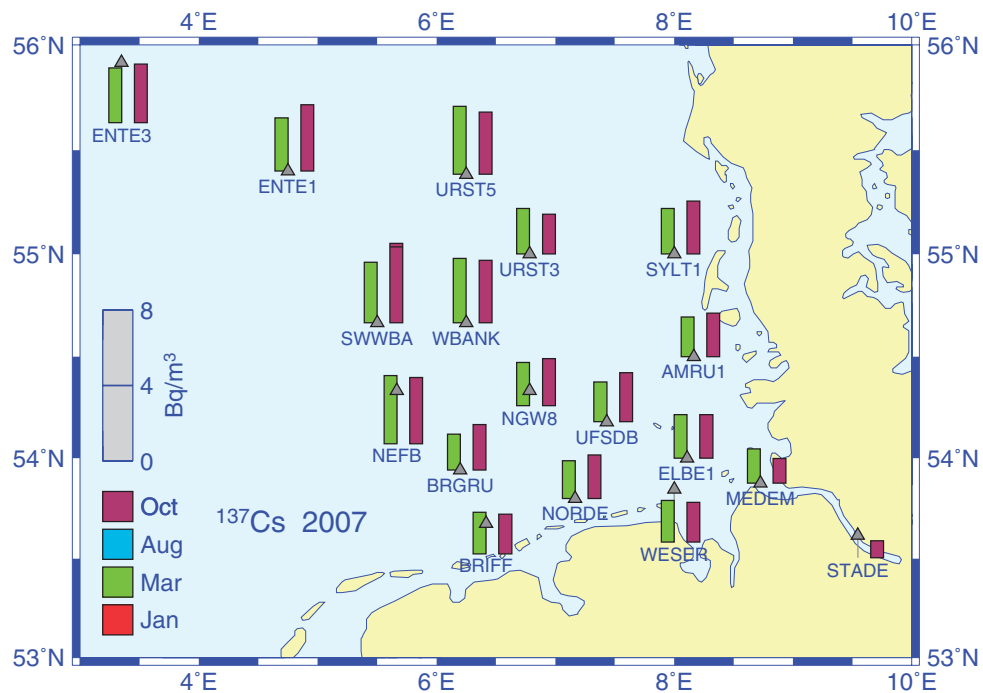 4°E 6°E 8°E 10°E
56°N 56°N
ENTE3
ENTE1 URST5
55°N 55°N
URST3 SYLT1
8
SWWBA WBANK
AMRU1
4
Bq/m³
NGW8
UFSDB
NEFB
0
54°N 54°N
BRGRU ELBE1
NORDE MEDEM
Oct
¹³⁷Cs 2007
Aug
BRIFF WESER
STADE
Mar
Jan
53°N 53°N
4°E 6°E 8°E 10°E